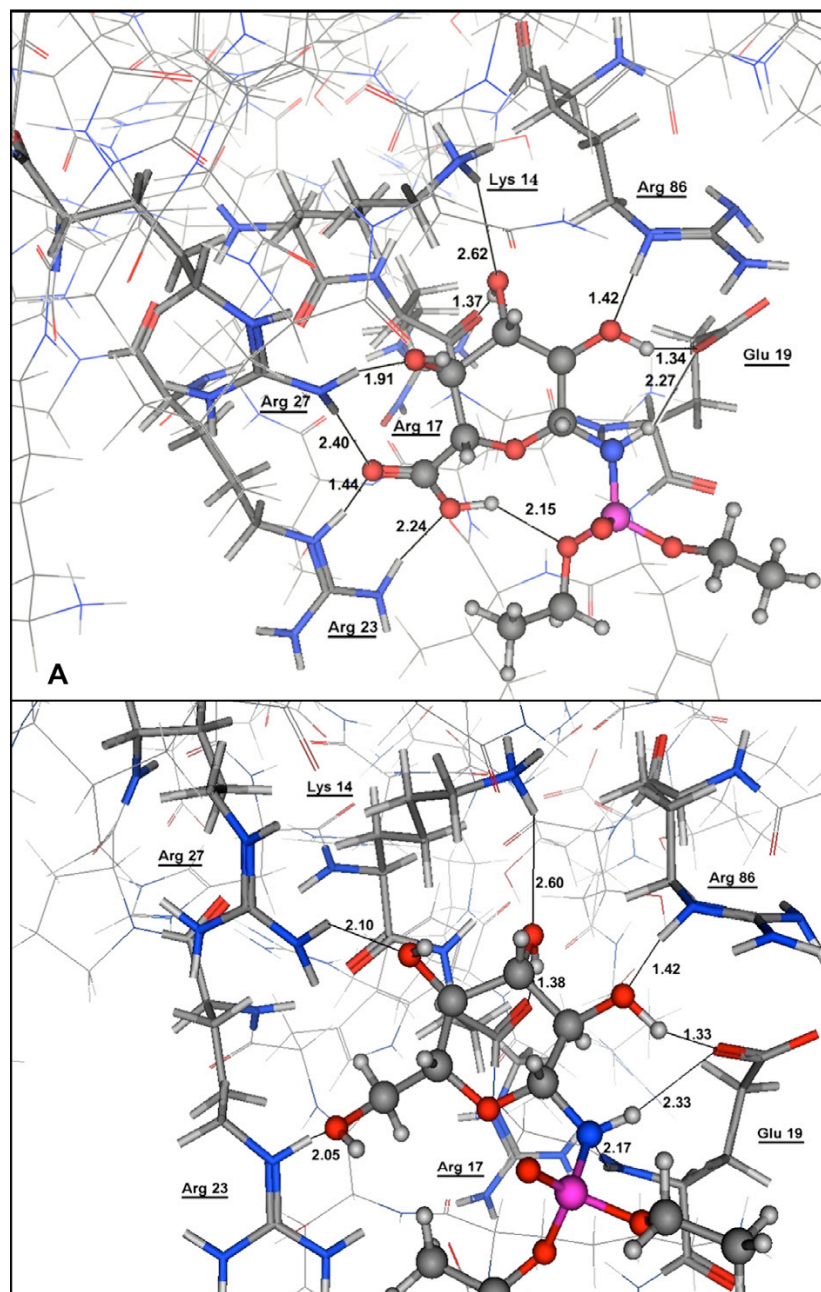 Lys 14
Arg 86
2.62
1.37
1.42
1.34
Glu 19
2.27
1.91
Arg 27
Arg 17
2.40
1.44
2.15
2.24
Arg 23
A
Lys 14
Arg 27
Arg 86
2.60
2.10
1.42
1.38
1.33
2.33
2.17
Glu 19
2.05
Arg 17
Arg 23